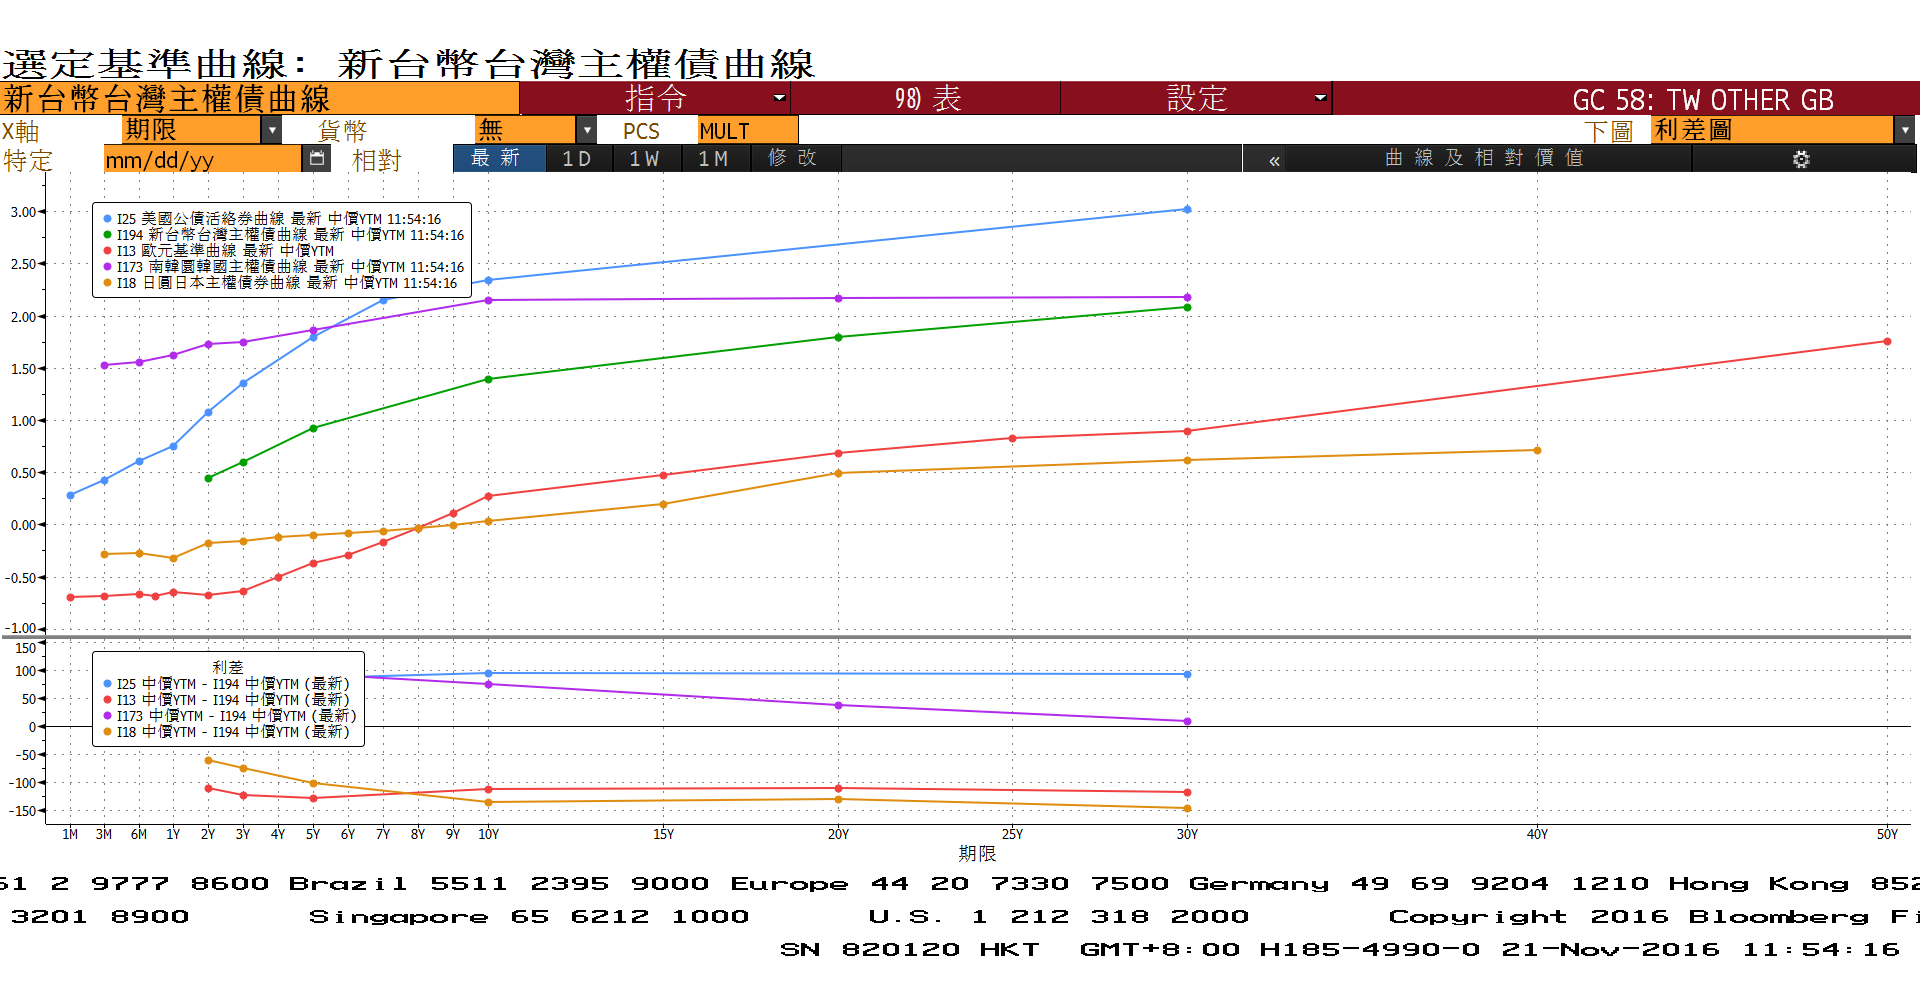 選定基準曲線: 新台幣台灣主權債曲線
新台幣台灣主權債曲線 指令 98) 表 設定 GC 58: TW OTHER GB
X軸 期限 貨幣 無 PCS MULT 下圖 利差圖
特定 mm/dd/yy 相對 最新 1D 1W 1M 修改 « 曲線及相對價值
I25 美國公債活絡券曲線 最新 中價YTM 11:54:16
I194 新台幣台灣主權債曲線 最新 中價YTM 11:54:16
I13 歐元基準曲線 最新 中價YTM
I173 南韓圜韓國主權債曲線 最新 中價YTM 11:54:16
I18 日圓日本主權債券曲線 最新 中價YTM 11:54:16
3.00
2.50
2.00
1.50
1.00
0.50
0.00
-0.50
-1.00
利差
I25 中價YTM - I194 中價YTM (最新)
I13 中價YTM - I194 中價YTM (最新)
I173 中價YTM - I194 中價YTM (最新)
I18 中價YTM - I194 中價YTM (最新)
150
100
50
0
-50
-100
-150
1M 3M 6M 1Y 2Y 3Y 4Y 5Y 6Y 7Y 8Y 9Y 10Y 15Y 20Y 25Y 30Y 40Y 50Y
期限
61 2 9777 8600 Brazil 5511 2395 9000 Europe 44 20 7330 7500 Germany 49 69 9204 1210 Hong Kong 852
3201 8900 Singapore 65 6212 1000 U.S. 1 212 318 2000 Copyright 2016 Bloomberg Fi
SN 820120 HKT GMT+8:00 H185-4990-0 21-Nov-2016 11:54:16